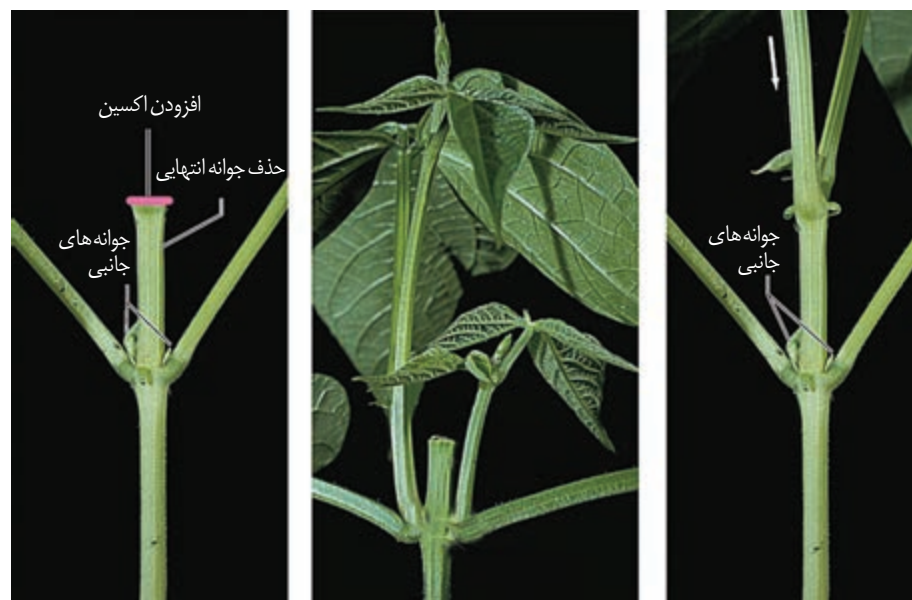 جوانه‌های
جانبی
افزودن اکسین
حذف جوانه انتهایی
جوانه‌های
جانبی